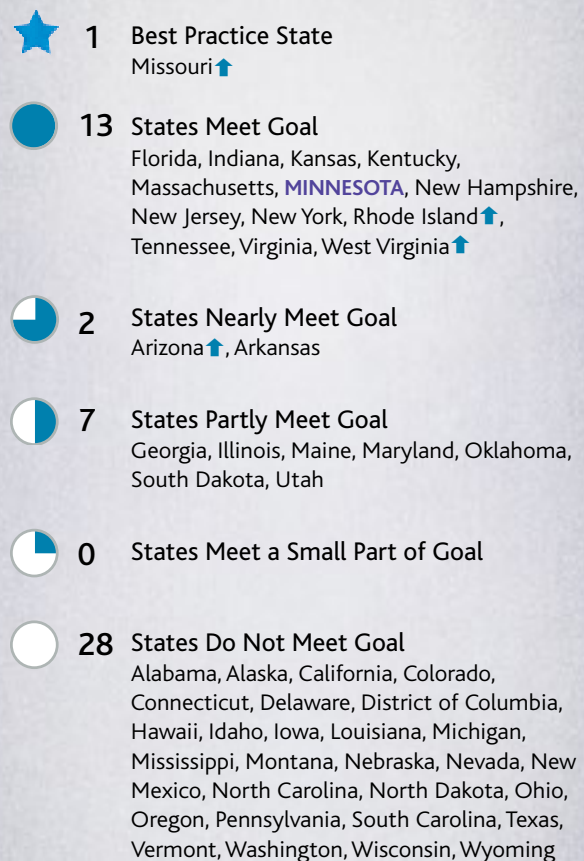 1 Best Practice State
Missouri⬆
13 States Meet Goal
Florida, Indiana, Kansas, Kentucky,
Massachusetts, MINNESOTA, New Hampshire,
New Jersey, New York, Rhode Island⬆,
Tennessee, Virginia, West Virginia⬆
2 States Nearly Meet Goal
Arizona⬆, Arkansas
7 States Partly Meet Goal
Georgia, Illinois, Maine, Maryland, Oklahoma,
South Dakota, Utah
0 States Meet a Small Part of Goal
28 States Do Not Meet Goal
Alabama, Alaska, California, Colorado,
Connecticut, Delaware, District of Columbia,
Hawaii, Idaho, Iowa, Louisiana, Michigan,
Mississippi, Montana, Nebraska, Nevada, New
Mexico, North Carolina, North Dakota, Ohio,
Oregon, Pennsylvania, South Carolina, Texas,
Vermont, Washington, Wisconsin, Wyoming